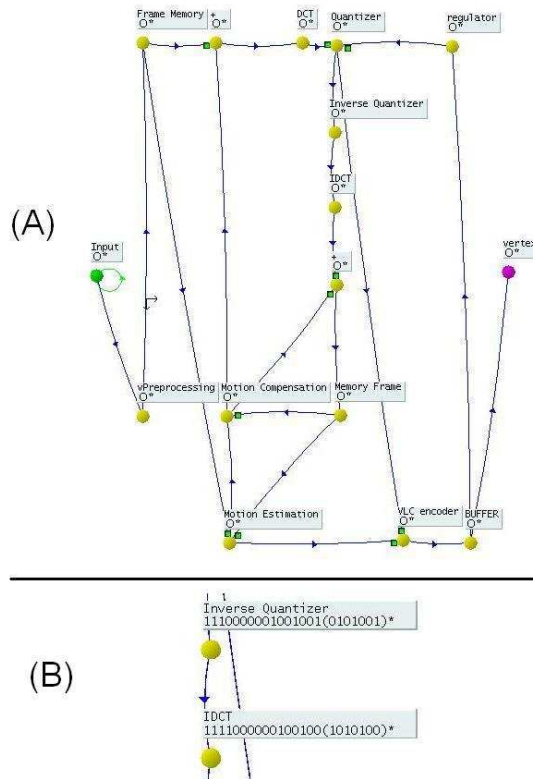 Frame Memory
O*
+
O*
DCT
O*
Quantizer
O*
regulator
O*
Inverse Quantizer
O*
IDCT
O*
(A)
Input
O*
+
O*
vertex
O*
vPreprocessing
O*
Motion Compensation
O*
Memory Frame
O*
Motion Estimation
O*
VLC encoder
O*
BUFFER
O*
(B)
Inverse Quantizer
1110000001001001(0101001)*
IDCT
1111000000100100(1010100)*